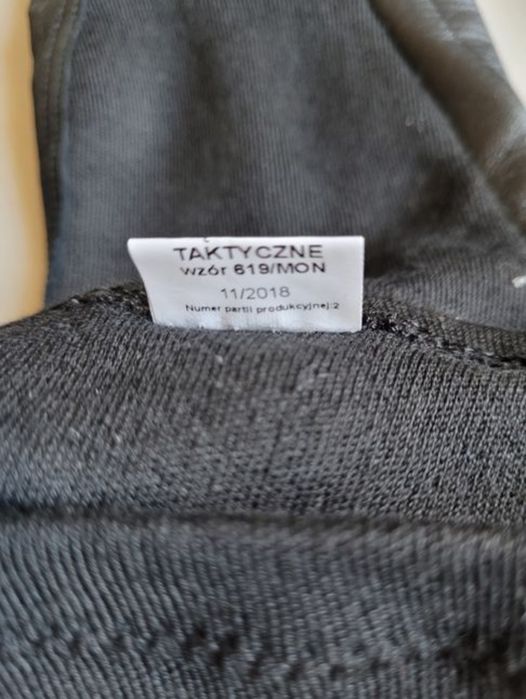 TAKTYCZNE
wzór 619/MON
11/2018
Numer partii produkcyjnej:2